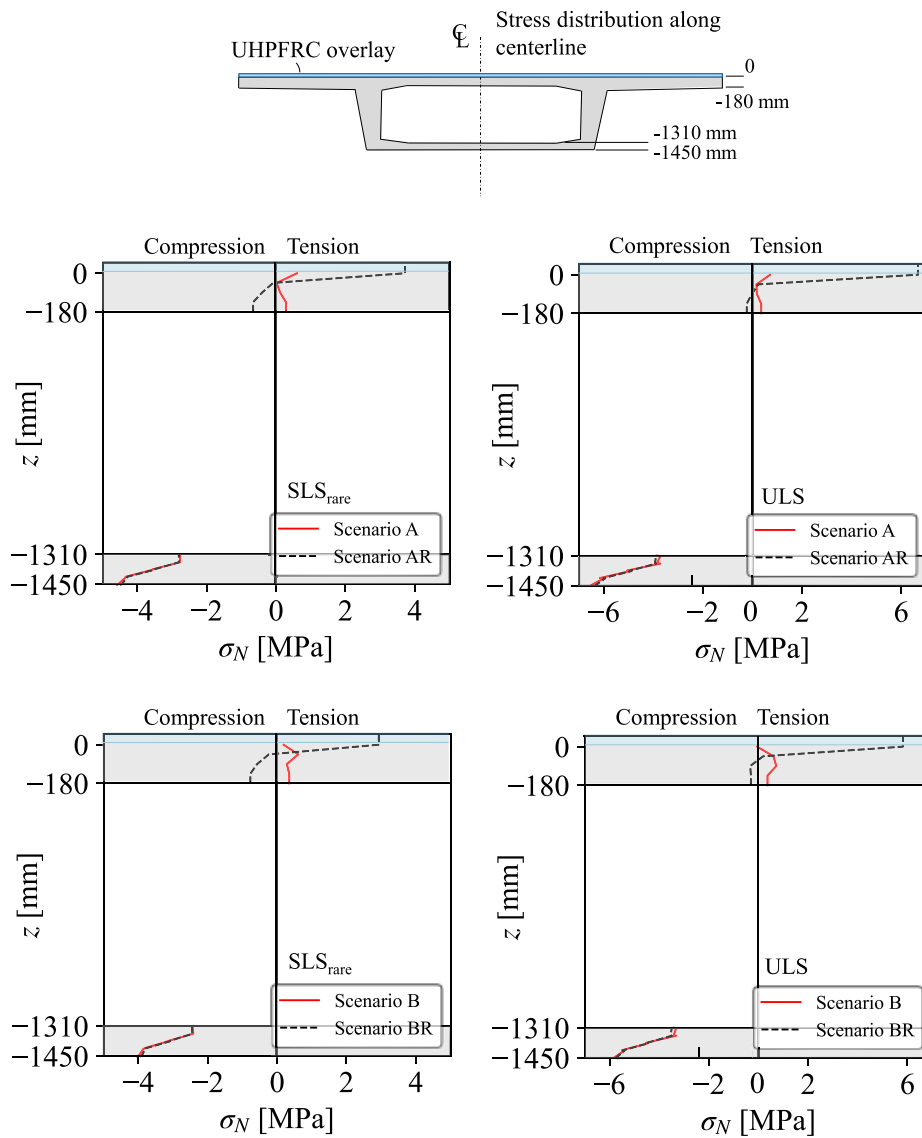 ℄ Stress distribution along
centerline
UHPFRC overlay
0
-180 mm
-1310 mm
-1450 mm
Compression Tension
0
−180
z [mm]
SLSrare
Scenario A
Scenario AR
−1310
−1450
−4 −2 0 2 4
σN [MPa]
Compression Tension
0
−180
z [mm]
ULS
Scenario A
Scenario AR
−1310
−1450
−6 −2 0 2 6
σN [MPa]
Compression Tension
0
−180
z [mm]
SLSrare
Scenario B
Scenario BR
−1310
−1450
−4 −2 0 2 4
σN [MPa]
Compression Tension
0
−180
z [mm]
ULS
Scenario B
Scenario BR
−1310
−1450
−6 −2 0 2 6
σN [MPa]